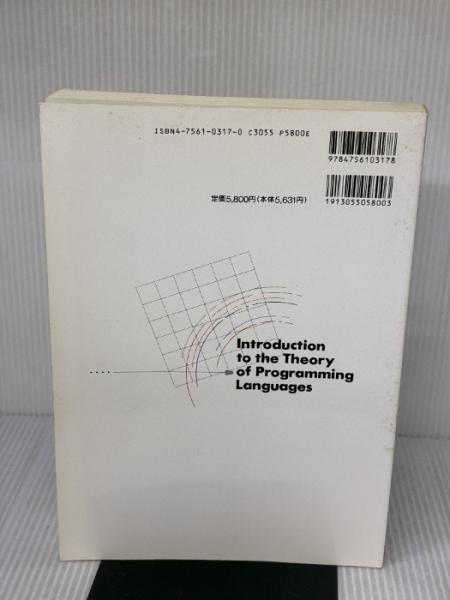 ISBN4-7561-0317-0 C3055 P5800E
9784756103178
定価5,800円(本体5,631円)
1913055058003
Introduction
to the Theory
of Programming
Languages